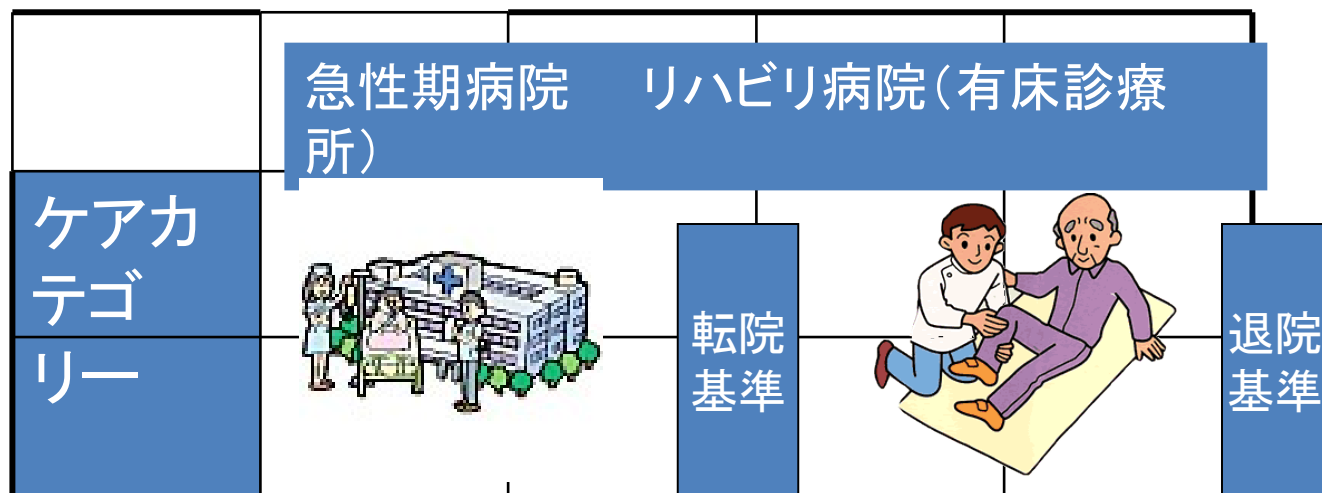 急性期病院　リハビリ病院（有床診療
所）
ケアカ
テゴ
リー
転院
基準
退院
基準